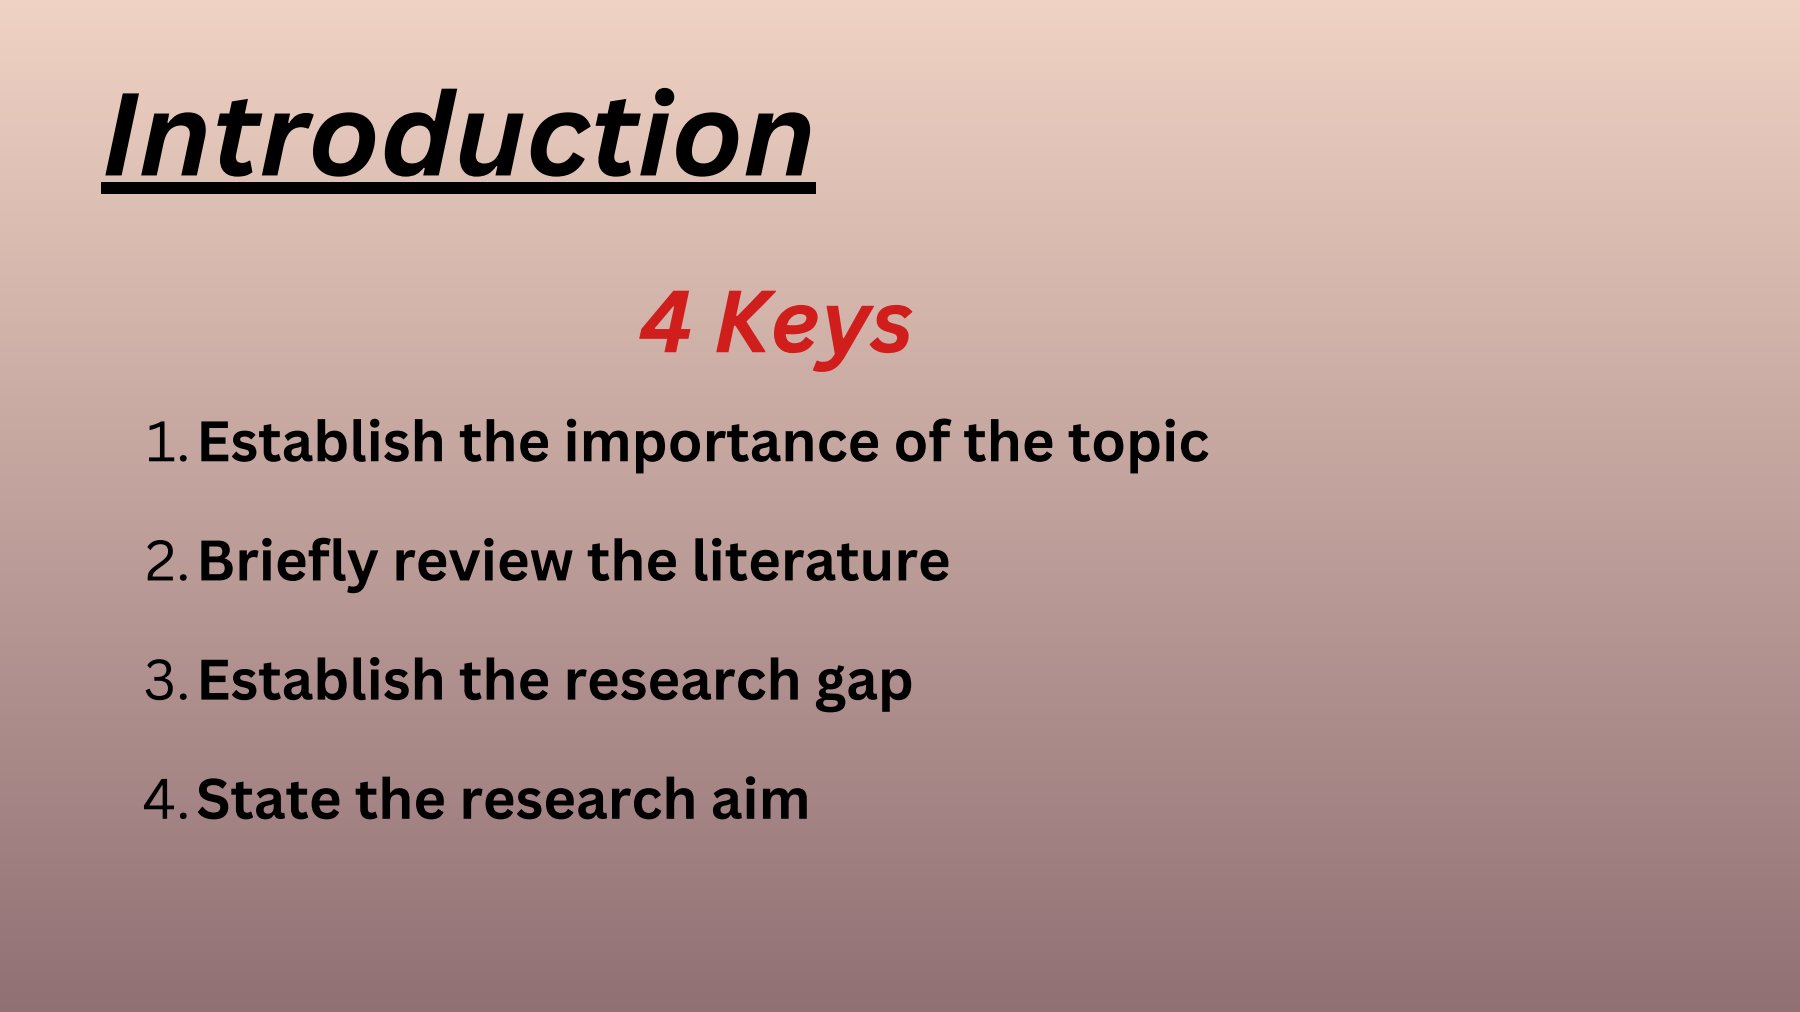 Introduction
4 Keys
1. Establish the importance of the topic
2. Briefly review the literature
3. Establish the research gap
4. State the research aim